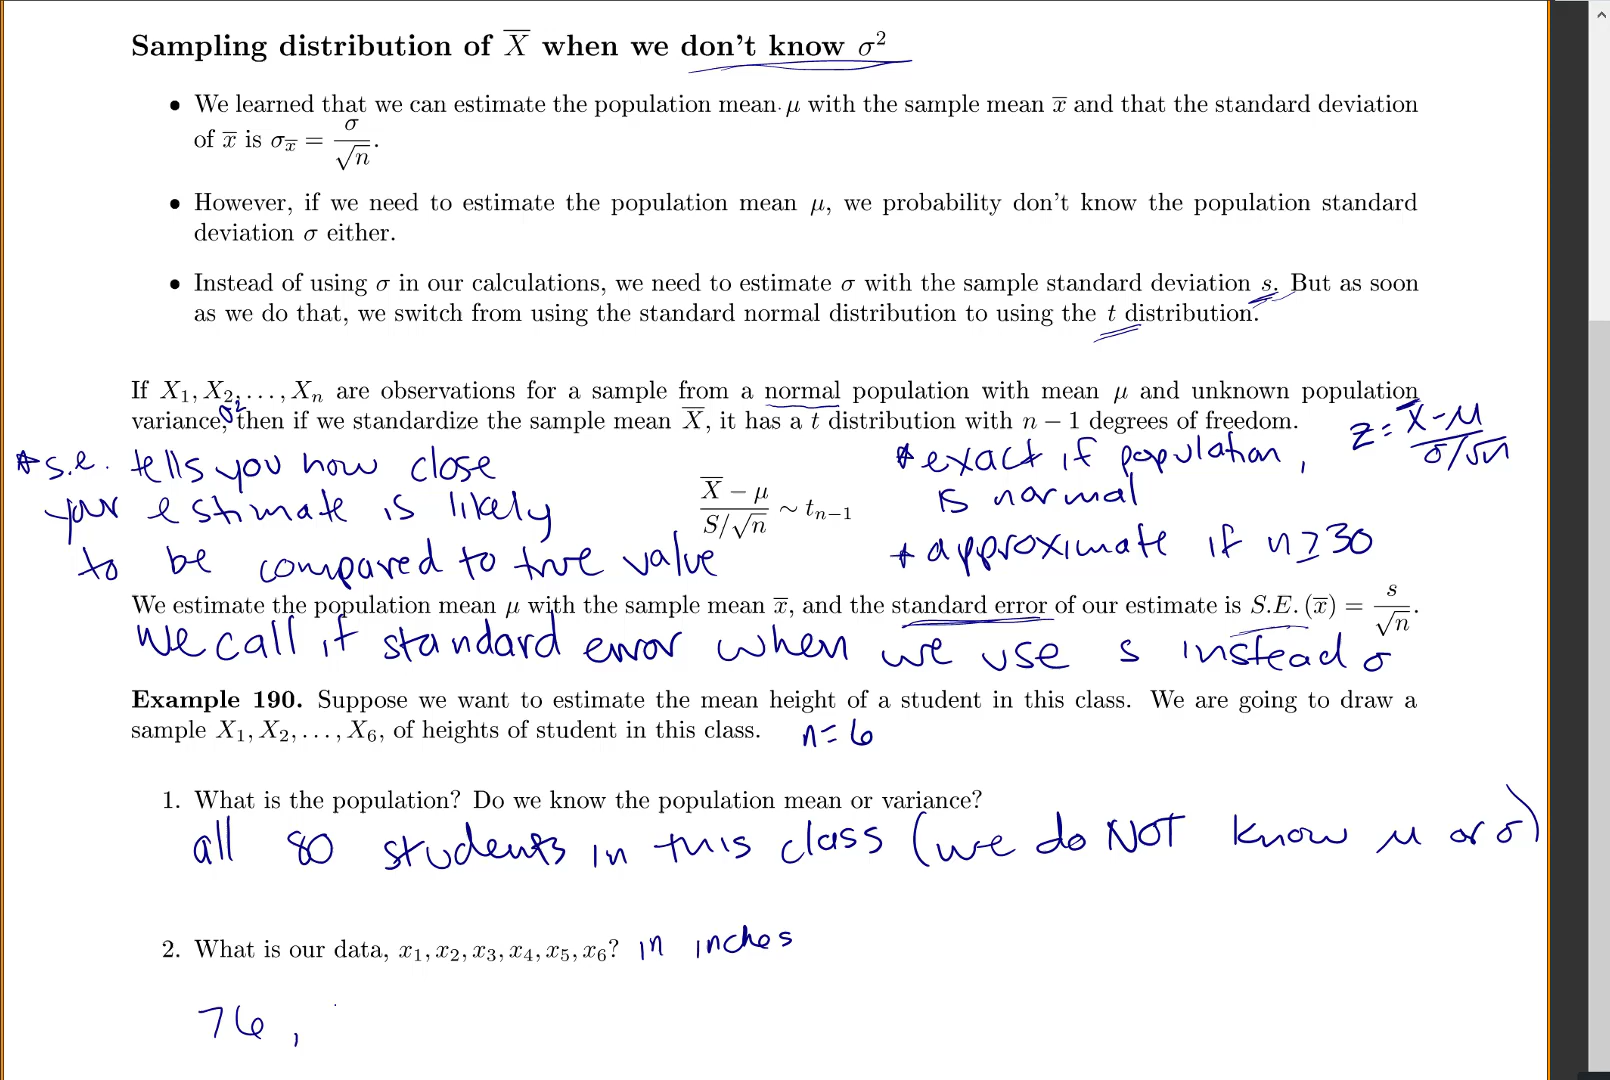 Sampling distribution of X̅ when we don't know σ²
• We learned that we can estimate the population mean μ with the sample mean x̅ and that the standard deviation
of x̅ is σ_x̅ = σ/√n.
• However, if we need to estimate the population mean μ, we probability don't know the population standard
deviation σ either.
• Instead of using σ in our calculations, we need to estimate σ with the sample standard deviation s. But as soon
as we do that, we switch from using the standard normal distribution to using the t distribution.
If X₁, X₂, . . . , Xₙ are observations for a sample from a normal population with mean μ and unknown population
variance, σ² then if we standardize the sample mean X̅, it has a t distribution with n − 1 degrees of freedom.
z = (x̅ - μ)/(σ/√n)
* s.e. tells you how close
your estimate is likely
to be compared to true value
(X̅ − μ)/(S/√n) ∼ tₙ₋₁
* exact if population,
is normal
* approximate if n ≥ 30
We estimate the population mean μ with the sample mean x̅, and the standard error of our estimate is S.E. (x̅) = s/√n.
We call it standard error when we use s instead σ
Example 190. Suppose we want to estimate the mean height of a student in this class. We are going to draw a
sample X₁, X₂, . . . , X₆, of heights of student in this class. n = 6
1. What is the population? Do we know the population mean or variance?
all 80 students in this class (we do NOT know μ or σ)
2. What is our data, x₁, x₂, x₃, x₄, x₅, x₆? in inches
76 ,